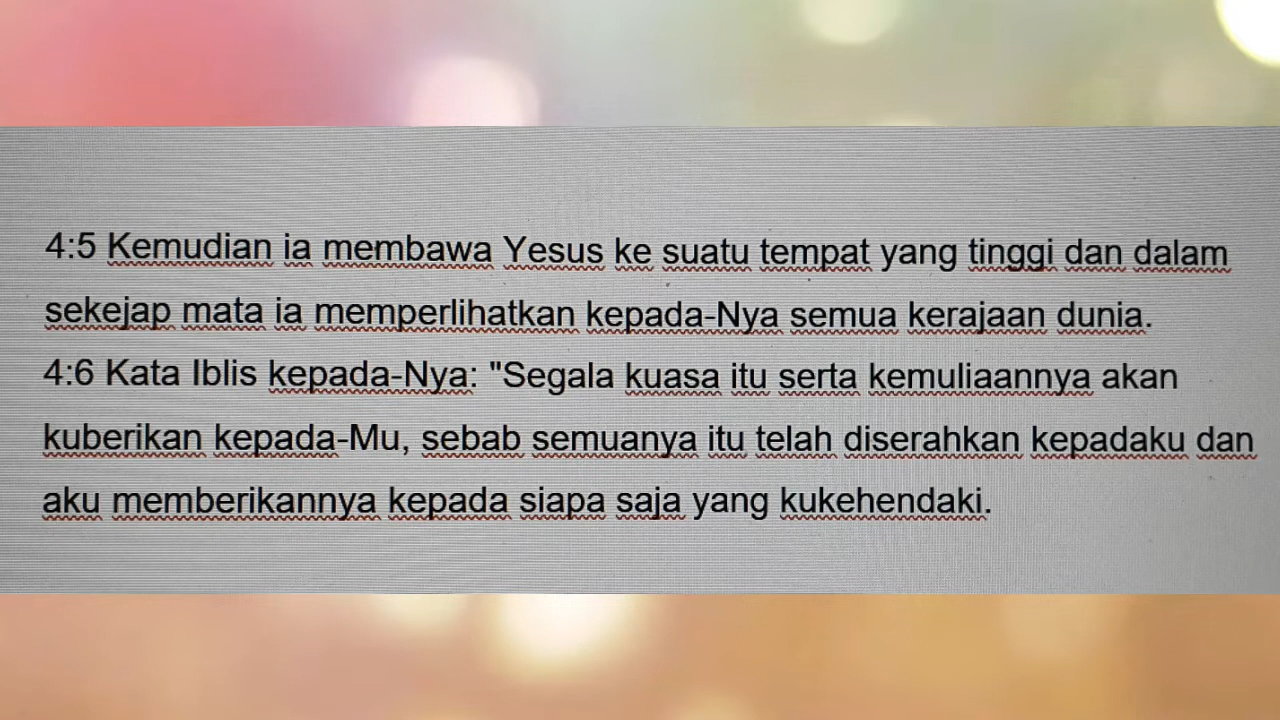 4:5 Kemudian ia membawa Yesus ke suatu tempat yang tinggi dan dalam
sekejap mata ia memperlihatkan kepada-Nya semua kerajaan dunia.
4:6 Kata Iblis kepada-Nya: "Segala kuasa itu serta kemuliaannya akan
kuberikan kepada-Mu, sebab semuanya itu telah diserahkan kepadaku dan
aku memberikannya kepada siapa saja yang kukehendaki.